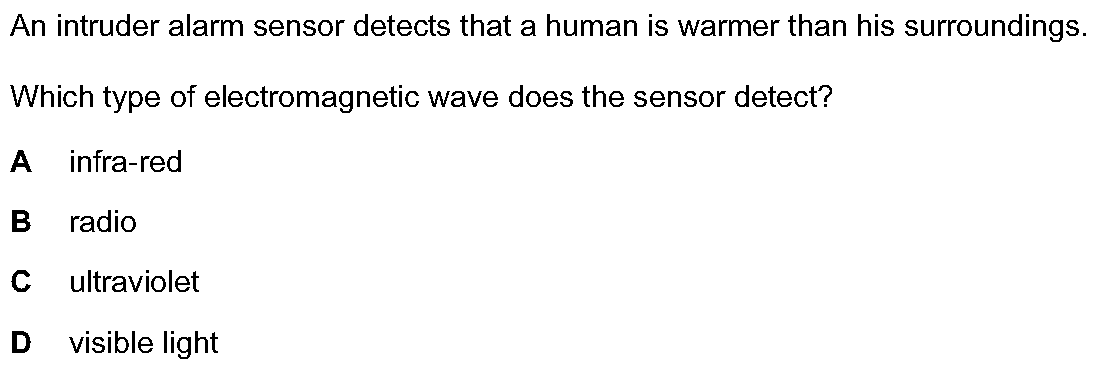 An intruder alarm sensor detects that a human is warmer than his surroundings.
Which type of electromagnetic wave does the sensor detect?
A infra-red
B radio
C ultraviolet
D visible light